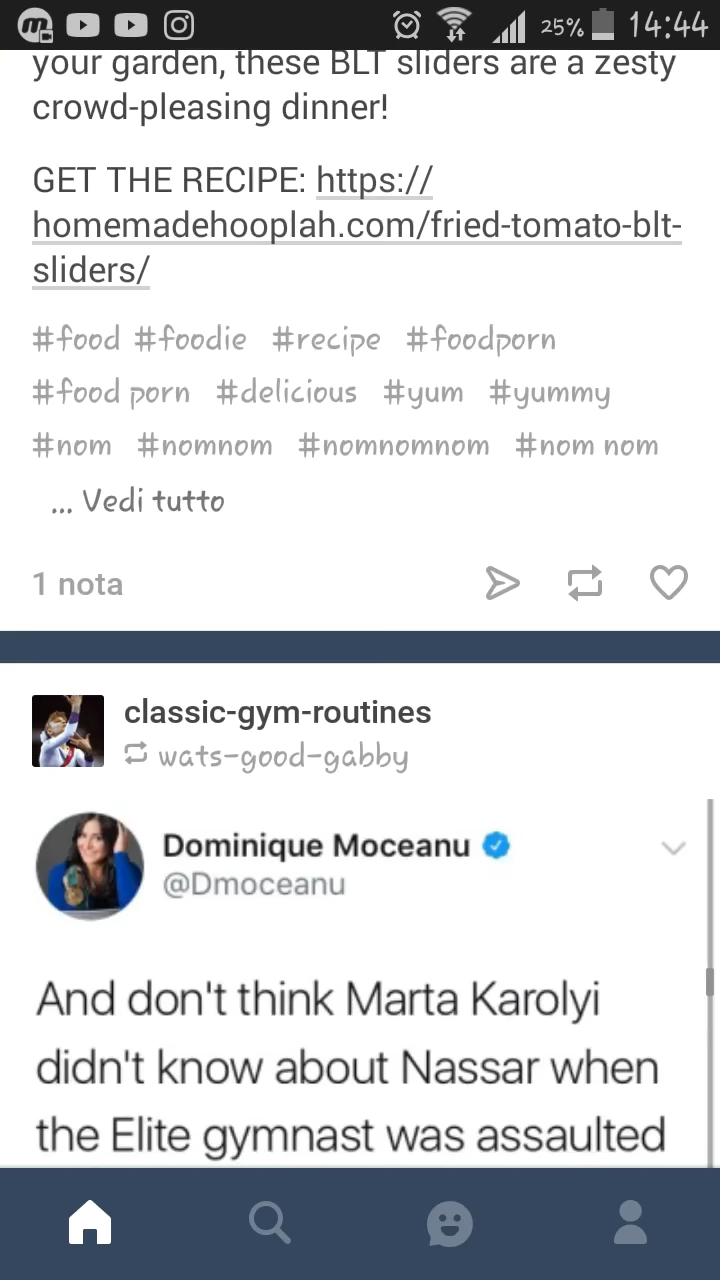 25% 14:44
your garden, these BLT sliders are a zesty
crowd-pleasing dinner!
GET THE RECIPE: https://
homemadehooplah.com/fried-tomato-blt-
sliders/
#food #foodie #recipe #foodporn
#food porn #delicious #yum #yummy
#nom #nomnom #nomnomnom #nom nom
... Vedi tutto
1 nota
classic-gym-routines
wats-good-gabby
Dominique Moceanu
@Dmoceanu
And don't think Marta Karolyi
didn't know about Nassar when
the Elite gymnast was assaulted